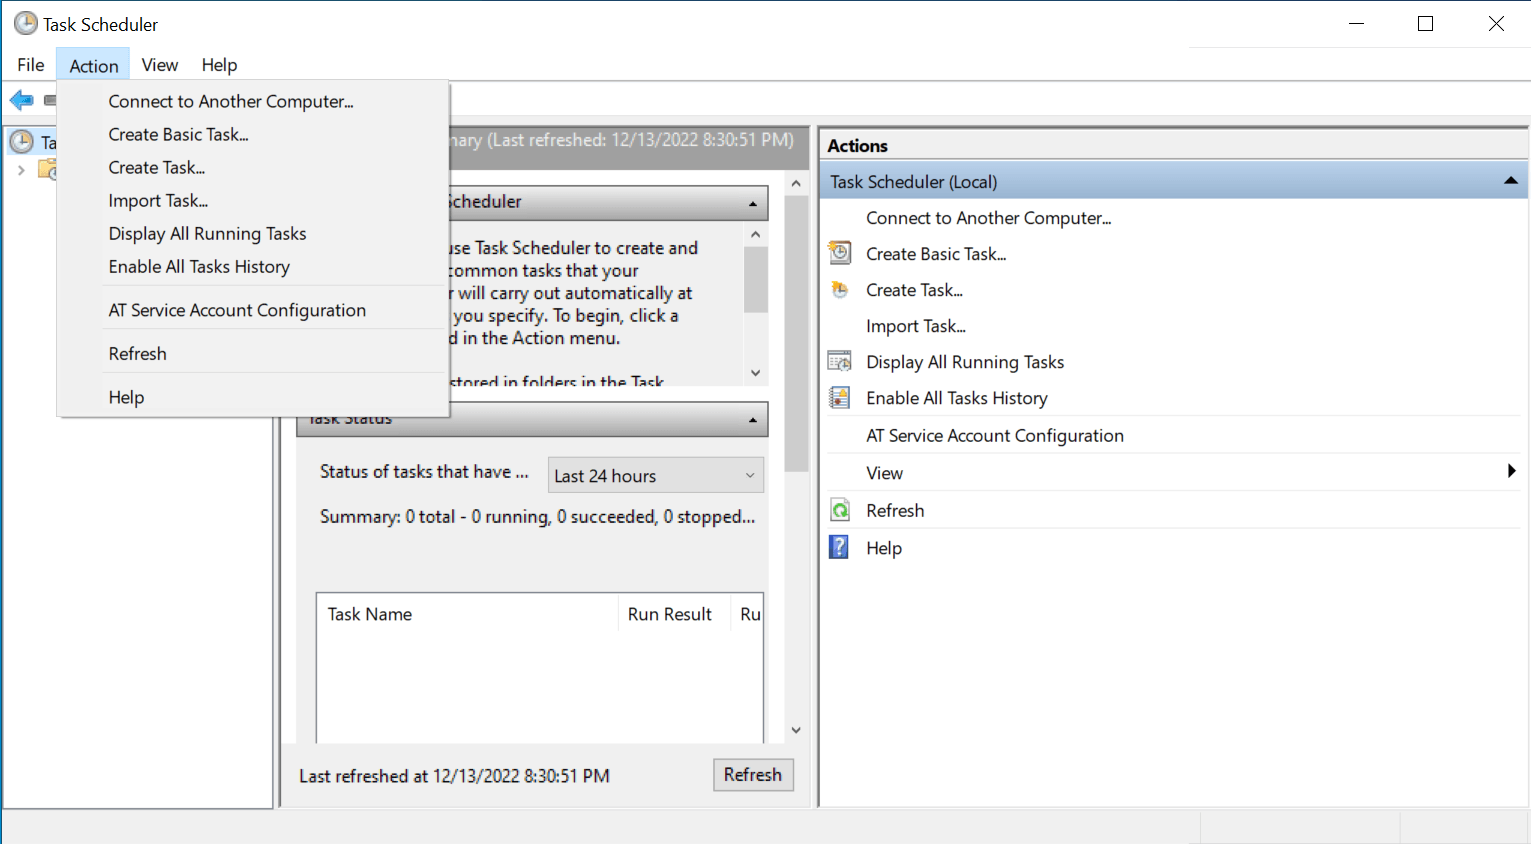 Task Scheduler
File Action View Help
Connect to Another Computer...
Create Basic Task...
Create Task...
Import Task...
Display All Running Tasks
Enable All Tasks History
AT Service Account Configuration
Refresh
Help
Ta
(Last refreshed: 12/13/2022 8:30:51 PM)
Scheduler
use Task Scheduler to create and
common tasks that your
r will carry out automatically at
you specify. To begin, click a
d in the Action menu.
stored in folders in the Task
Task Status
Status of tasks that have ... Last 24 hours
Summary: 0 total - 0 running, 0 succeeded, 0 stopped...
Task Name Run Result Ru
Last refreshed at 12/13/2022 8:30:51 PM Refresh
Actions
Task Scheduler (Local)
Connect to Another Computer...
Create Basic Task...
Create Task...
Import Task...
Display All Running Tasks
Enable All Tasks History
AT Service Account Configuration
View
Refresh
Help